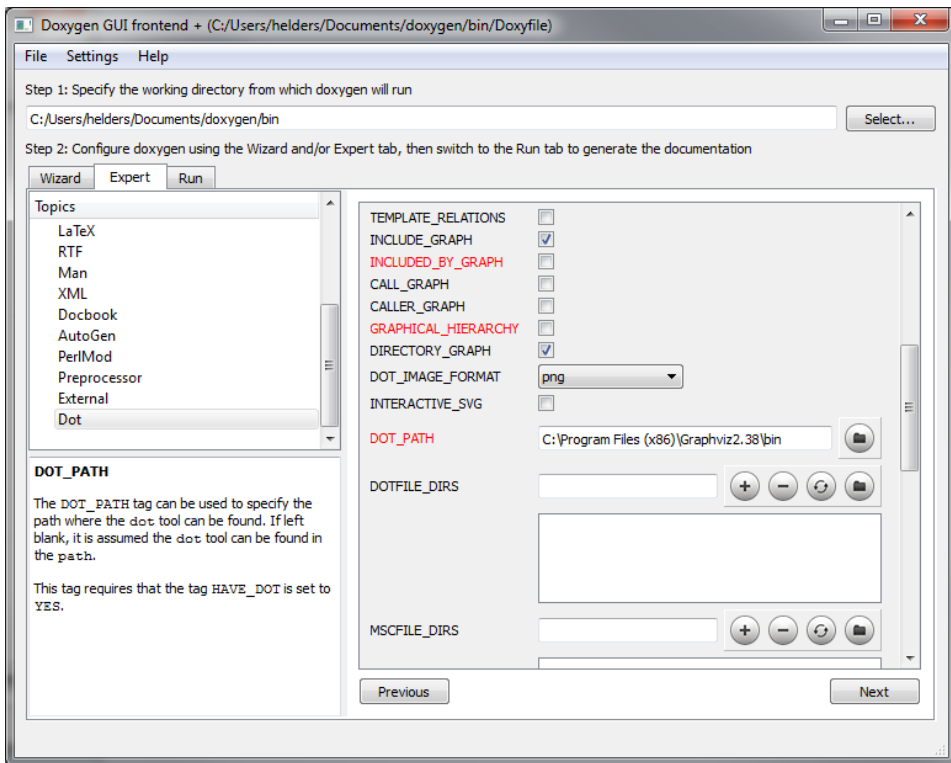 Doxygen GUI frontend + (C:/Users/helders/Documents/doxygen/bin/Doxyfile)
File Settings Help
Step 1: Specify the working directory from which doxygen will run
C:/Users/helders/Documents/doxygen/bin
Select...
Step 2: Configure doxygen using the Wizard and/or Expert tab, then switch to the Run tab to generate the documentation
Wizard Expert Run
Topics
LaTeX
RTF
Man
XML
Docbook
AutoGen
PerlMod
Preprocessor
External
Dot
DOT_PATH
The DOT_PATH tag can be used to specify the
path where the dot tool can be found. If left
blank, it is assumed the dot tool can be found in
the path.
This tag requires that the tag HAVE_DOT is set to
YES.
TEMPLATE_RELATIONS
INCLUDE_GRAPH
INCLUDED_BY_GRAPH
CALL_GRAPH
CALLER_GRAPH
GRAPHICAL_HIERARCHY
DIRECTORY_GRAPH
DOT_IMAGE_FORMAT png
INTERACTIVE_SVG
DOT_PATH C:\Program Files (x86)\Graphviz2.38\bin
DOTFILE_DIRS
MSCFILE_DIRS
Previous Next